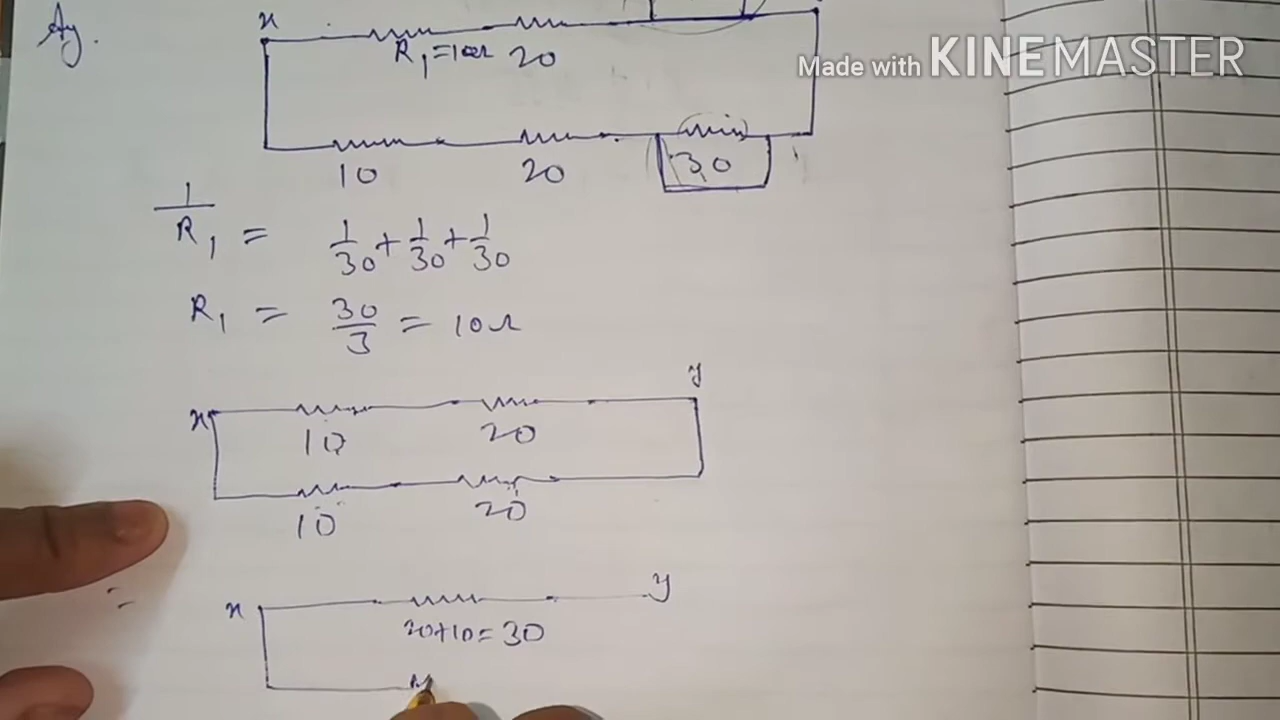 Ay.
x
R₁ = 10Ω 20
Made with KINEMASTER
10 20 30
1/R₁ = 1/30 + 1/30 + 1/30
R₁ = 30/3 = 10Ω
y
x
10 20
10 20
x y
20+10 = 30